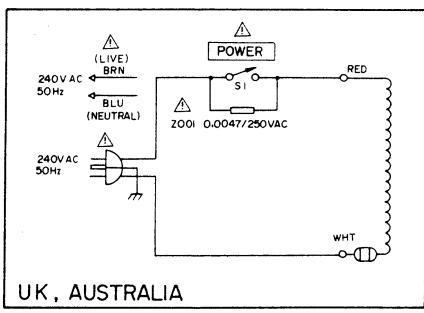 (LIVE)
BRN
240V AC
50Hz
BLU
(NEUTRAL)
POWER
S1
RED
Z001 0.0047/250VAC
240V AC
50Hz
WHT
UK, AUSTRALIA